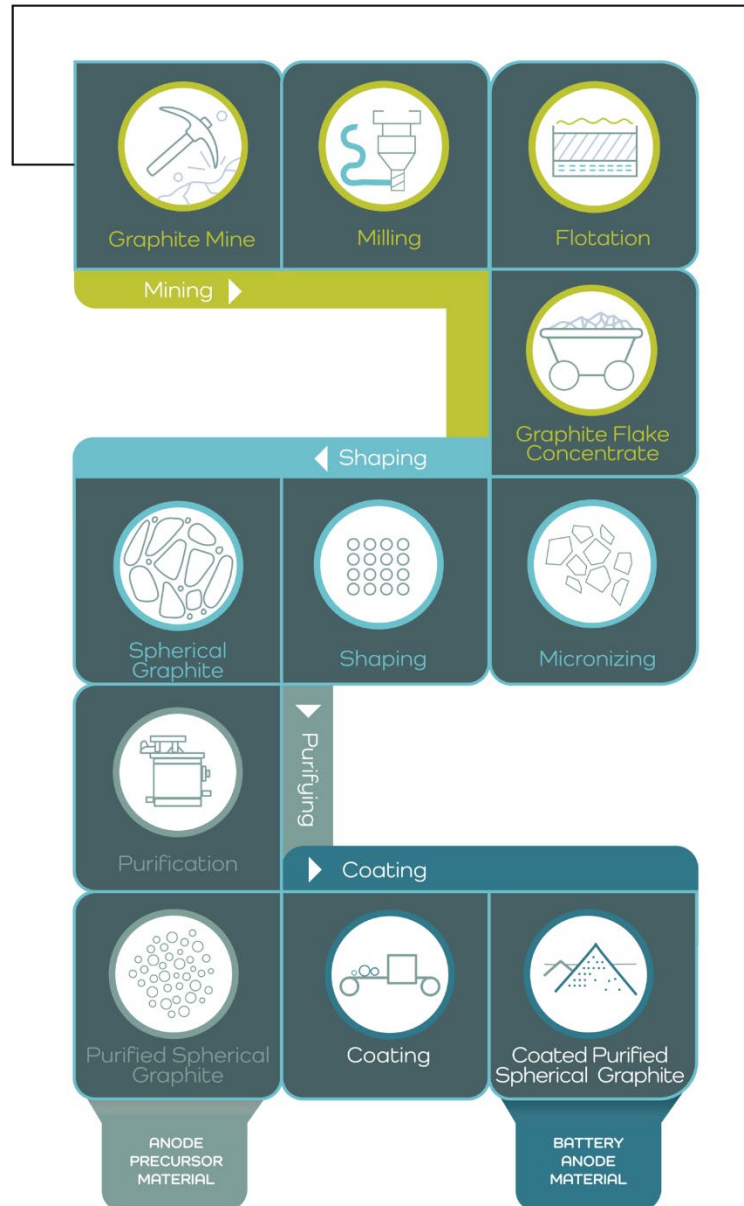 Graphite Mine
Milling
Flotation
Mining
Graphite Flake
Concentrate
Shaping
Spherical
Graphite
Shaping
Micronizing
Purifying
Purification
Coating
Purified Spherical
Graphite
Coating
Coated Purified
Spherical Graphite
ANODE
PRECURSOR
MATERIAL
BATTERY
ANODE
MATERIAL